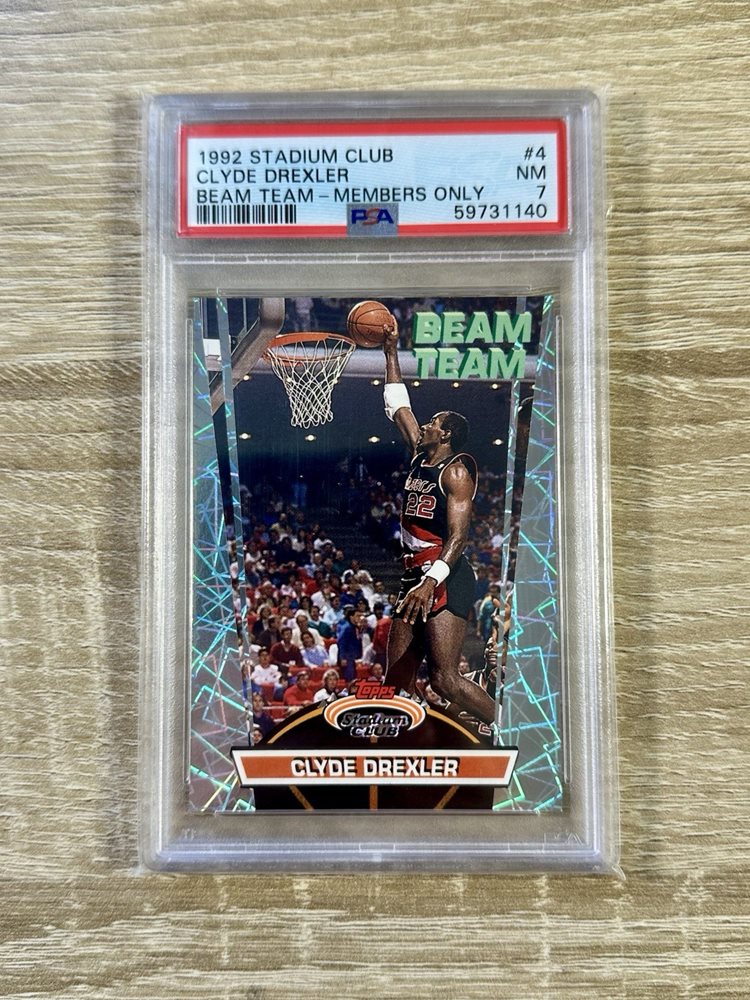 1992 STADIUM CLUB #4
CLYDE DREXLER NM
BEAM TEAM - MEMBERS ONLY 7
PSA 59731140
BEAM
TEAM
22
Topps
Stadium
CLUB
CLYDE DREXLER